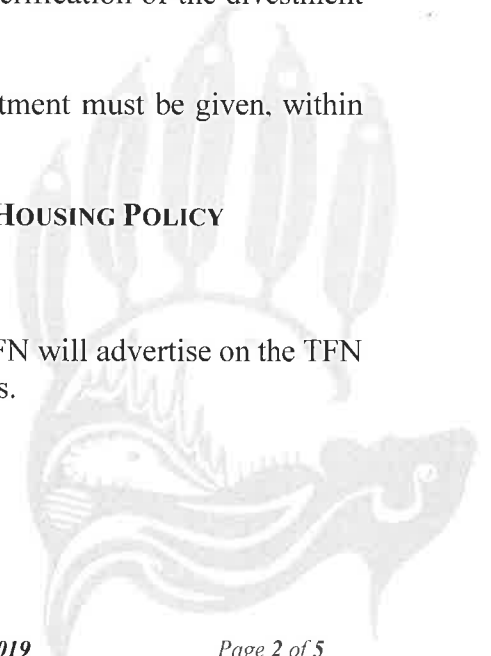 erification of the divestment
tment must be given, within
HOUSING POLICY
FN will advertise on the TFN
s.
019 Page 2 of 5